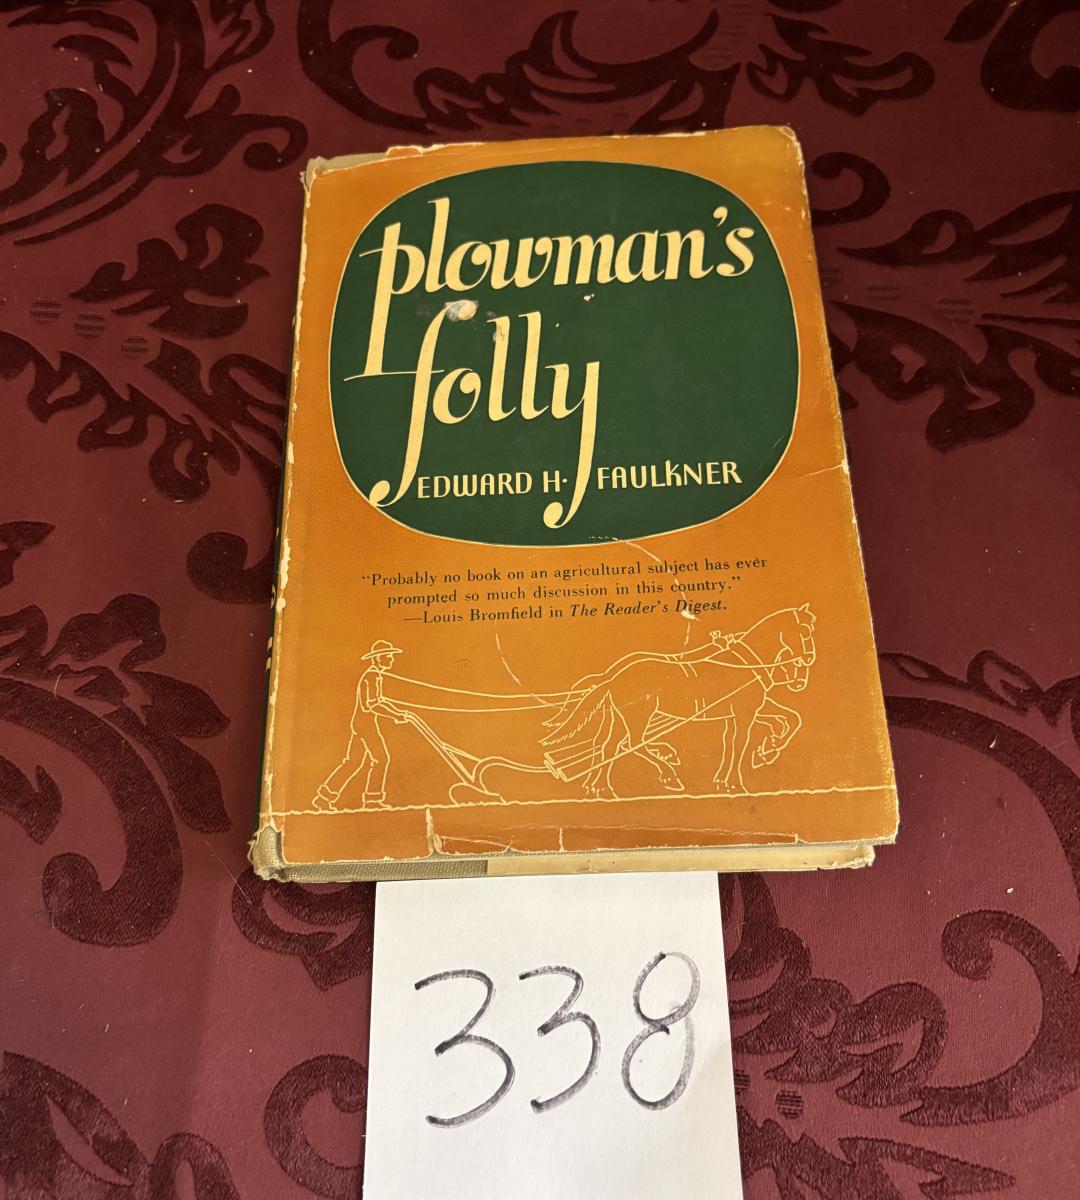 plowman's
folly
EDWARD H. FAULKNER
“Probably no book on an agricultural subject has ever
prompted so much discussion in this country.”
—Louis Bromfield in The Reader's Digest.
338